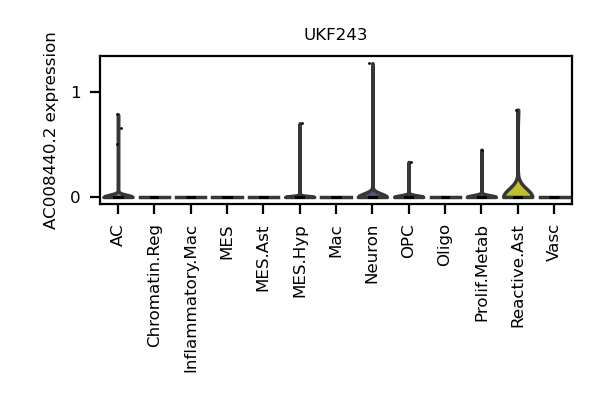 UKF243
AC008440.2 expression
1
0
AC
Chromatin.Reg
Inflammatory.Mac
MES
MES.Ast
MES.Hyp
Mac
Neuron
OPC
Oligo
Prolif.Metab
Reactive.Ast
Vasc